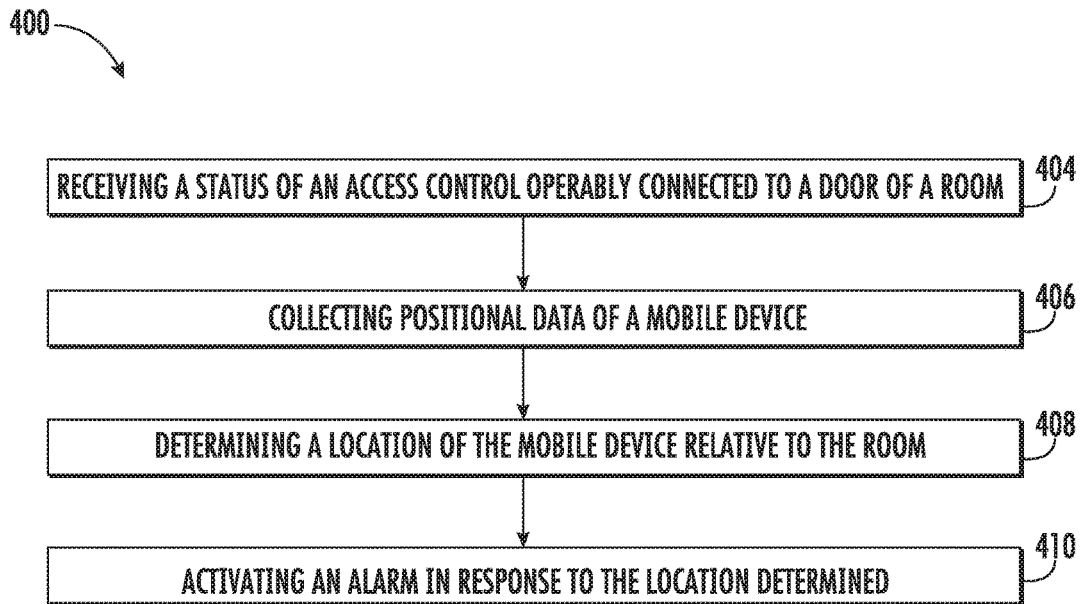 400
RECEIVING A STATUS OF AN ACCESS CONTROL OPERABLY CONNECTED TO A DOOR OF A ROOM
404
COLLECTING POSITIONAL DATA OF A MOBILE DEVICE
406
DETERMINING A LOCATION OF THE MOBILE DEVICE RELATIVE TO THE ROOM
408
ACTIVATING AN ALARM IN RESPONSE TO THE LOCATION DETERMINED
410